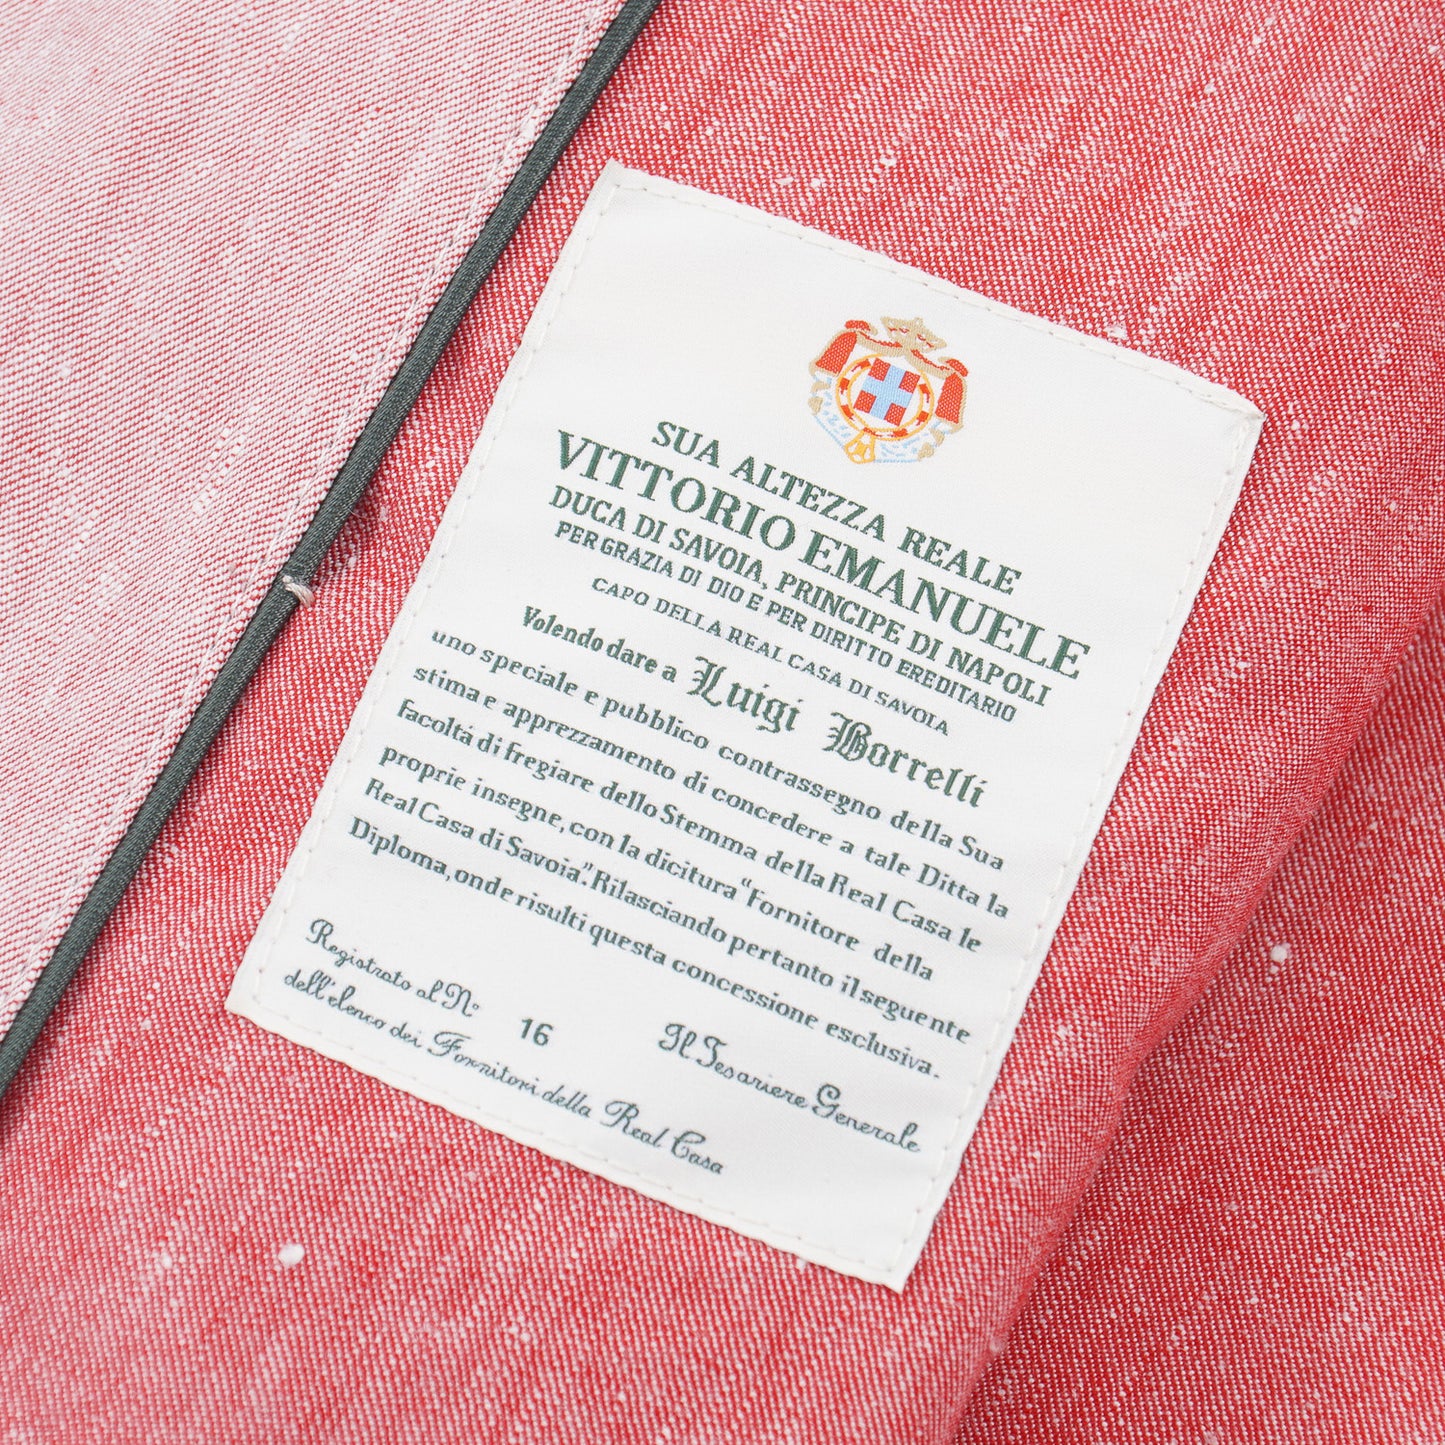 SUA ALTEZZA REALE
VITTORIO EMANUELE
DUCA DI SAVOIA, PRINCIPE DI NAPOLI
PER GRAZIA DI DIO E PER DIRITTO EREDITARIO
CAPO DELLA REAL CASA DI SAVOIA
Volendo dare a Luigi Borrelli
uno speciale e pubblico contrassegno della Sua
stima e apprezzamento di concedere a tale Ditta la
facoltá di fregiare dello Stemma della Real Casa le
proprie insegne, con la dicitura "Fornitore della
Real Casa di Savoia". Rilasciando pertanto il seguente
Diploma, onde risulti questa concessione esclusiva.
Registrato al No 16
dell'elenco dei Fornitori della Real Casa
Il Tesoriere Generale